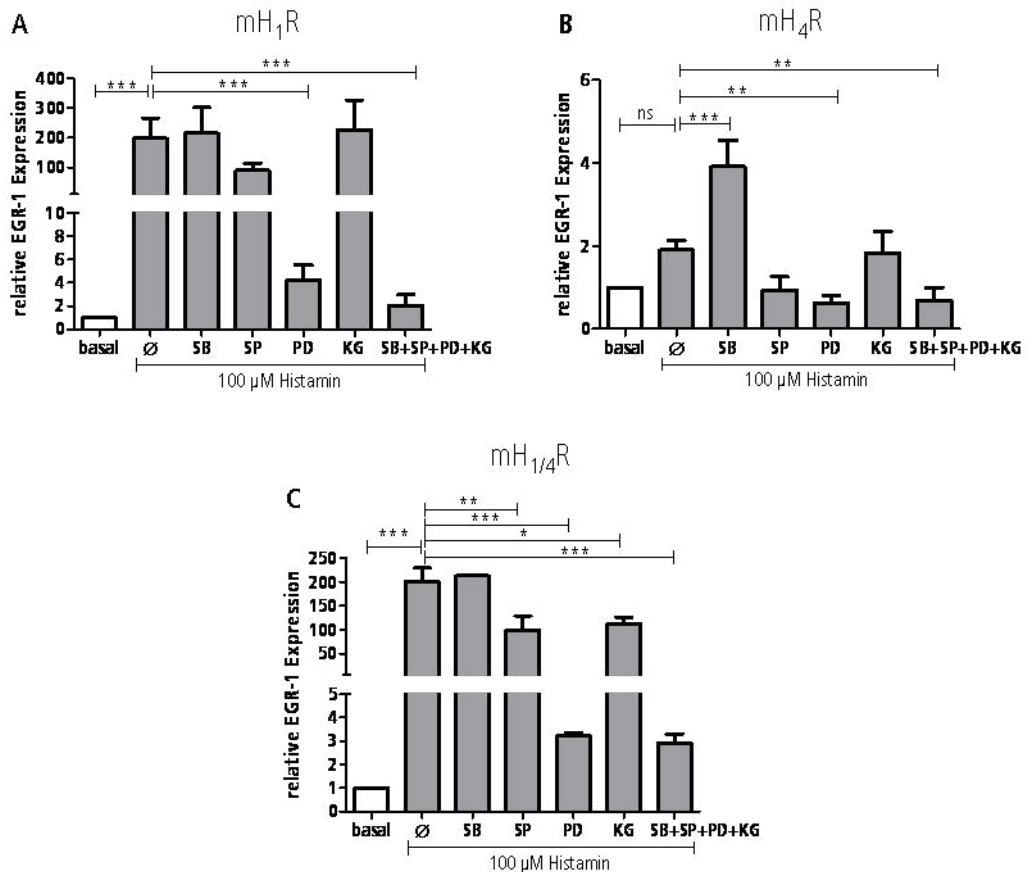 A
mH1R
***
*** ***
relative EGR-1 Expression
400
300
200
100
10
8
6
4
2
0
basal Ø SB SP PD KG SB+SP+PD+KG
100 µM Histamin
B
mH4R
**
**
ns ***
relative EGR-1 Expression
6
4
2
0
basal Ø SB SP PD KG SB+SP+PD+KG
100 µM Histamin
mH1/4R
C
**
***
*** *
***
relative EGR-1 Expression
250
200
150
100
50
5
4
3
2
1
0
basal Ø SB SP PD KG SB+SP+PD+KG
100 µM Histamin